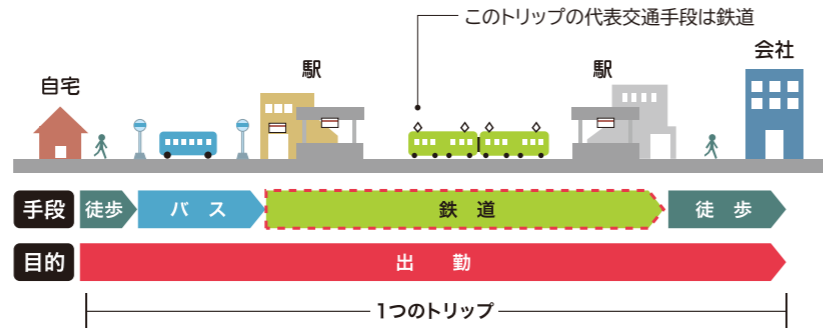 このトリップの代表交通手段は鉄道
自宅
駅
駅
会社
手段 徒歩 バス 鉄道 徒歩
目的 出勤
1つのトリップ